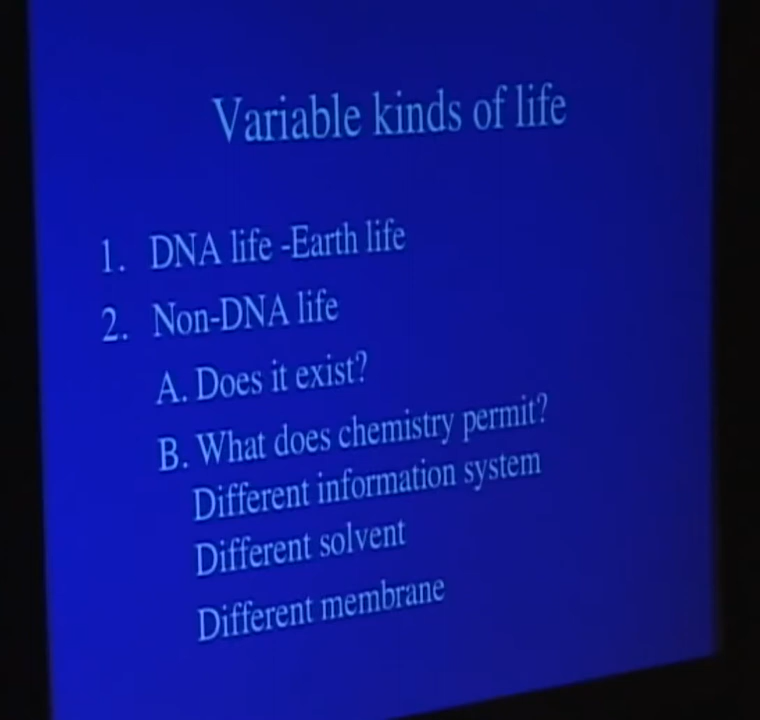 Variable kinds of life
1. DNA life -Earth life
2. Non-DNA life
A. Does it exist?
B. What does chemistry permit?
Different information system
Different solvent
Different membrane